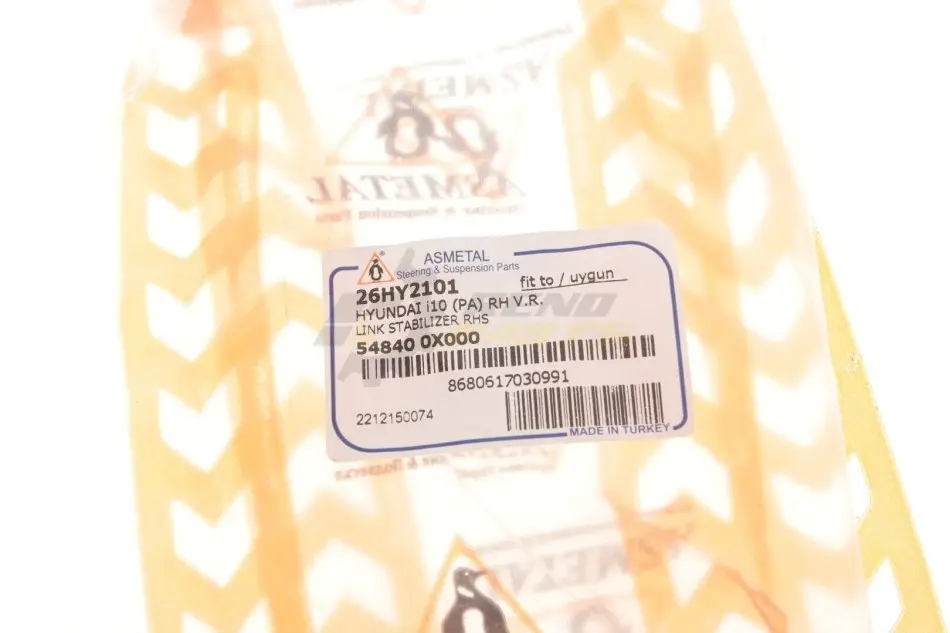 ASMETAL
ASMETAL
Steering & Suspension Parts
26HY2101
fit to / uygun
HYUNDAI i10 (PA) RH V.R.
LINK STABILIZER RHS
54840 0X000
8680617030991
2212150074
MADE IN TURKEY